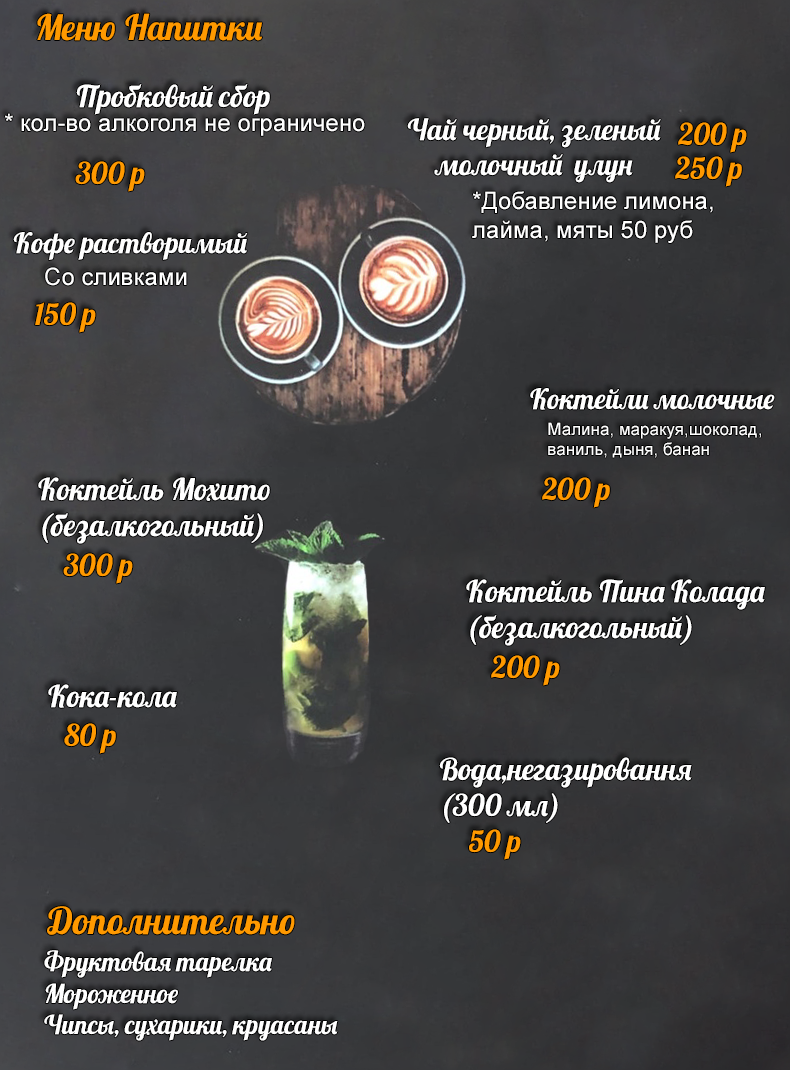 Меню Напитки
Пробковый сбор
* кол-во алкоголя не ограничено
300 р
Чай черный, зеленый 200 р
молочный улун 250 р
*Добавление лимона,
лайма, мяты 50 руб
Кофе растворимый
Со сливками
150 р
Коктейли молочные
Малина, маракуя,шоколад,
ваниль, дыня, банан
200 р
Коктейль Мохито
(безалкогольный)
300 р
Коктейль Пина Колада
(безалкогольный)
200 р
Кока-кола
80 р
Вода,негазировання
(300 мл)
50 р
Дополнительно
Фруктовая тарелка
Мороженное
Чипсы, сухарики, круасаны